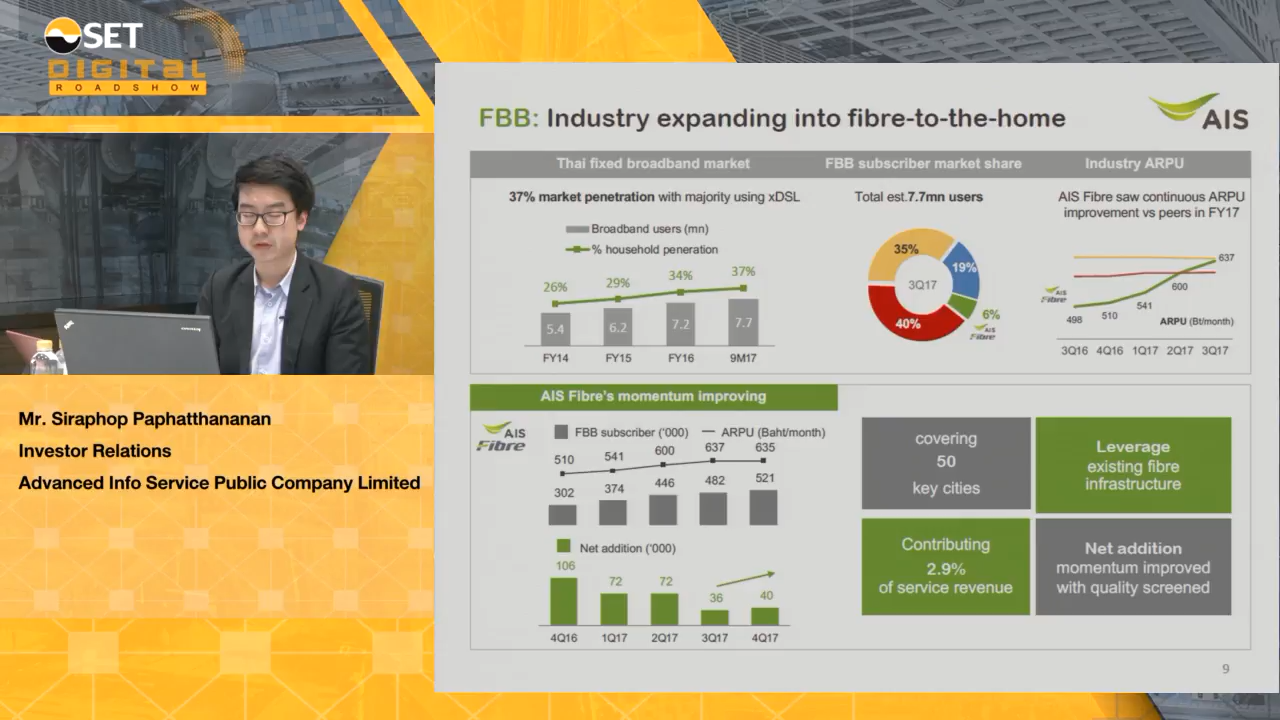 SET
DIGITAL
ROADSHOW
Mr. Siraphop Paphatthananan
Investor Relations
Advanced Info Service Public Company Limited
FBB: Industry expanding into fibre-to-the-home
AIS
Thai fixed broadband market
37% market penetration with majority using xDSL
Broadband users (mn)
% household peneration
26% 29% 34% 37%
5.4 6.2 7.2 7.7
FY14 FY15 FY16 9M17
FBB subscriber market share
Total est.7.7mn users
35%
19%
3Q17
6%
AIS
Fibre
40%
Industry ARPU
AIS Fibre saw continuous ARPU
improvement vs peers in FY17
637
600
AIS
Fibre
541
510
498
ARPU (Bt/month)
3Q16 4Q16 1Q17 2Q17 3Q17
AIS Fibre's momentum improving
AIS
Fibre
FBB subscriber ('000) ARPU (Baht/month)
510 541 600 637 635
302 374 446 482 521
Net addition ('000)
106 72 72 36 40
4Q16 1Q17 2Q17 3Q17 4Q17
covering
50
key cities
Leverage
existing fibre
infrastructure
Contributing
2.9%
of service revenue
Net addition
momentum improved
with quality screened
9